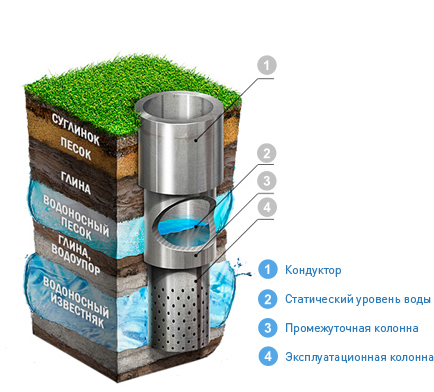 1
СУГЛИНОК
ПЕСОК
2
ГЛИНА
3
ВОДОНОСНЫЙ
ПЕСОК
4
ГЛИНА,
ВОДОУПОР
ВОДОНОСНЫЙ
ИЗВЕСТНЯК
1 Кондуктор
2 Статический уровень воды
3 Промежуточная колонна
4 Эксплуатационная колонна